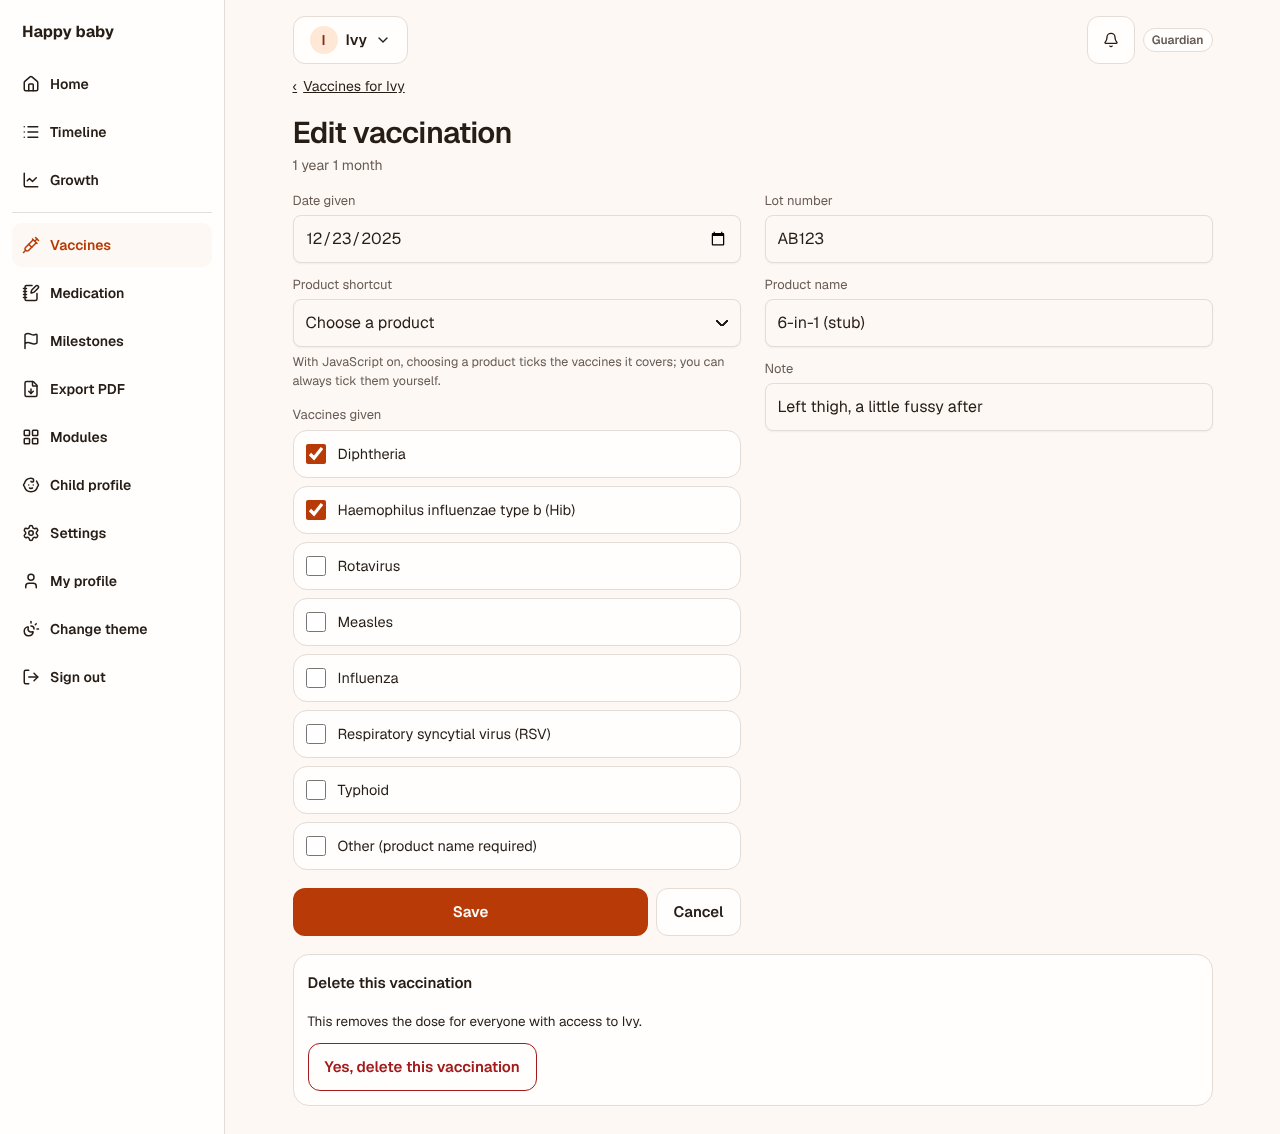 Happy baby
Home
Timeline
Growth
Vaccines
Medication
Milestones
Export PDF
Modules
Child profile
Settings
My profile
Change theme
Sign out
I Ivy
Guardian
‹ Vaccines for Ivy
Edit vaccination
1 year 1 month
Date given
12/23/2025
Lot number
AB123
Product shortcut
Choose a product
With JavaScript on, choosing a product ticks the vaccines it covers; you can
always tick them yourself.
Product name
6-in-1 (stub)
Note
Left thigh, a little fussy after
Vaccines given
Diphtheria
Haemophilus influenzae type b (Hib)
Rotavirus
Measles
Influenza
Respiratory syncytial virus (RSV)
Typhoid
Other (product name required)
Save
Cancel
Delete this vaccination
This removes the dose for everyone with access to Ivy.
Yes, delete this vaccination